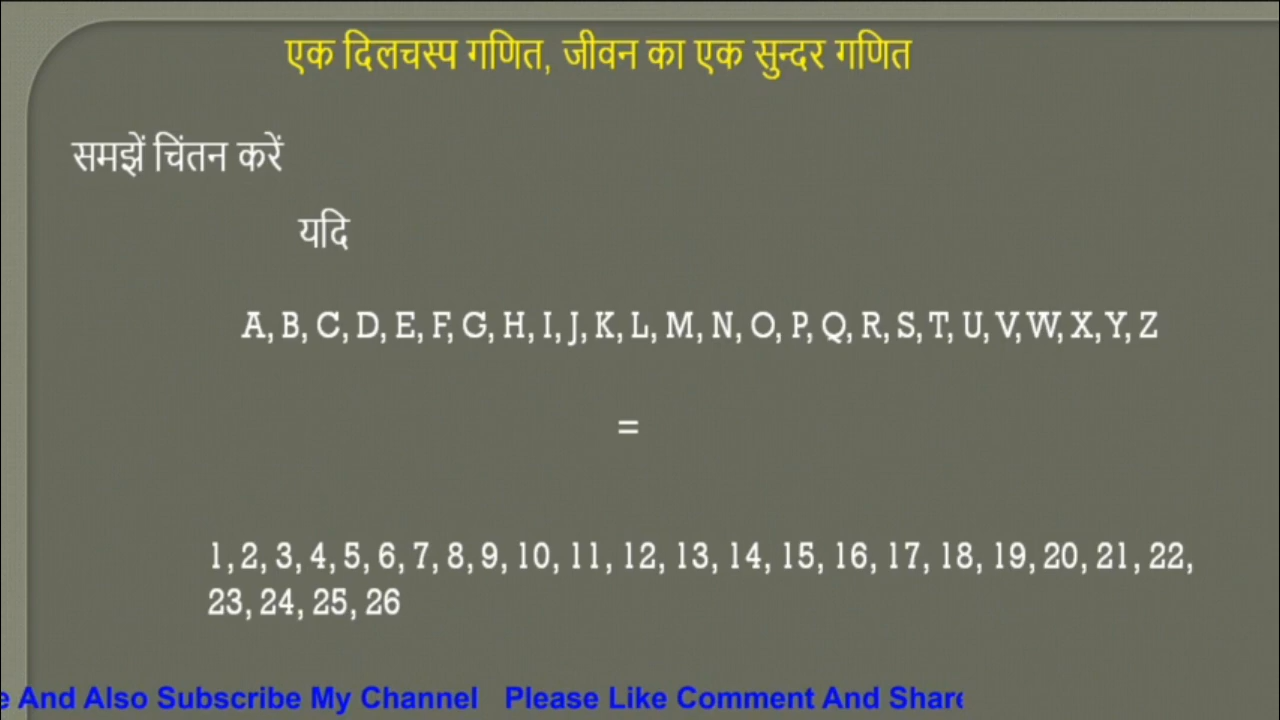 एक दिलचस्प गणित, जीवन का एक सुन्दर गणित
समझें चिंतन करें
यदि
A, B, C, D, E, F, G, H, I, J, K, L, M, N, O, P, Q, R, S, T, U, V, W, X, Y, Z
=
1, 2, 3, 4, 5, 6, 7, 8, 9, 10, 11, 12, 13, 14, 15, 16, 17, 18, 19, 20, 21, 22,
23, 24, 25, 26
e And Also Subscribe My Channel Please Like Comment And Share